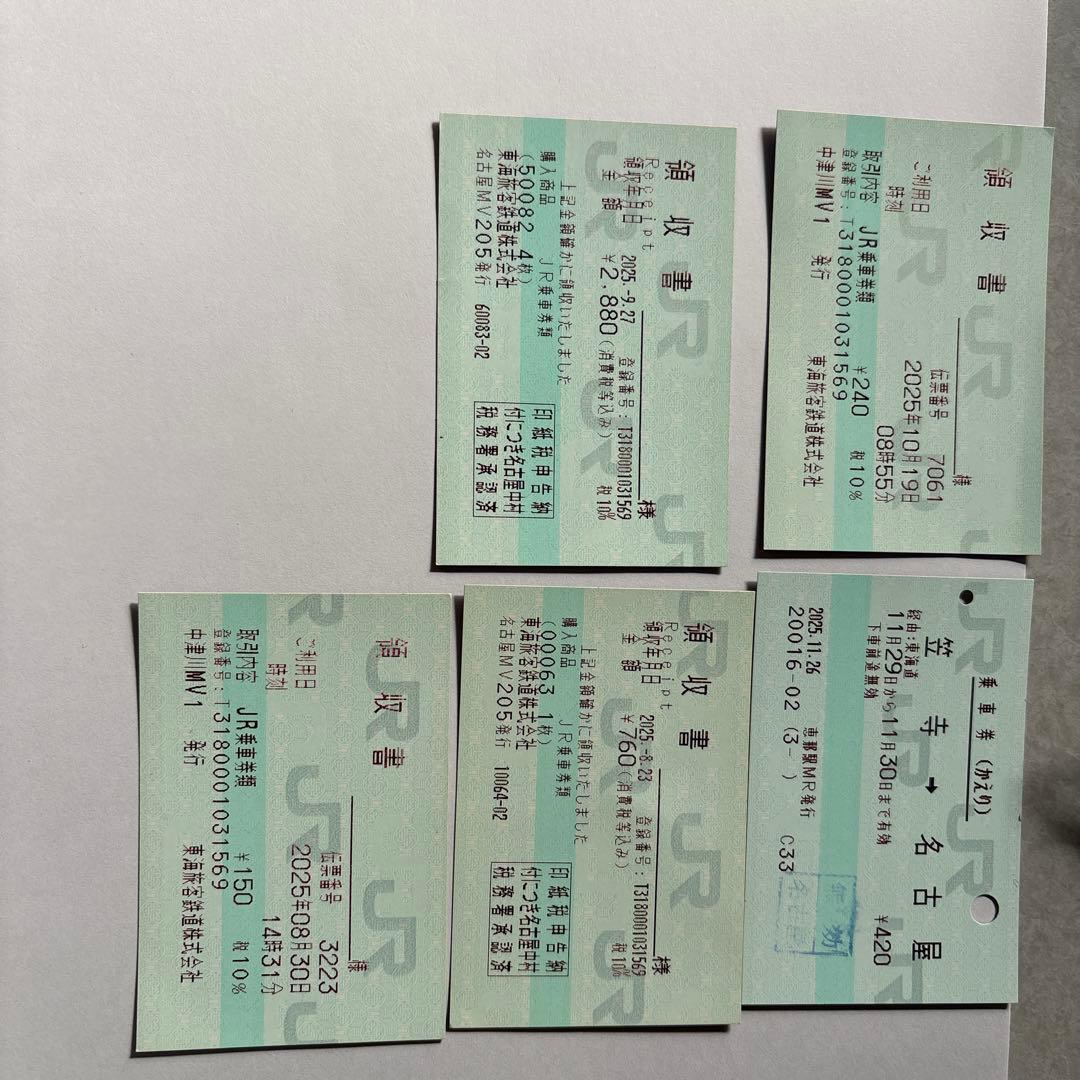 領収書
Receipt
様
領収年月日 2025.-9.27 登録番号：T3180001031569
金額 ￥2,880(消費税等込み) 税10%
上記金額確かに領収いたしました
購入商品 JR乗車券類
(50082 4枚)
東海旅客鉄道株式会社
名古屋MV205発行 60083-02
印紙税申告納
付につき名古屋中村
税務署承認済
領収書
様
伝票番号 7061
ご利用日 2025年10月19日
時刻 08時55分
取引内容 JR乗車券類 ￥240 税10%
登録番号：T3180001031569
中津川MV1 発行 東海旅客鉄道株式会社
領収書
様
伝票番号 3223
ご利用日 2025年08月30日
時刻 14時31分
取引内容 JR乗車券類 ￥150 税10%
登録番号：T3180001031569
中津川MV1 発行 東海旅客鉄道株式会社
領収書
Receipt
様
領収年月日 2025.-8.23 登録番号：T3180001031569
金額 ￥760(消費税等込み) 税10%
上記金額確かに領収いたしました
購入商品 JR乗車券類
(00063 1枚)
東海旅客鉄道株式会社
名古屋MV205発行 10064-02
印紙税申告納
付につき名古屋中村
税務署承認済
乗車券(かえり)
笠寺 → 名古屋
経由：東海道
11月29日から11月30日まで有効 ￥420
下車前途無効
2025.11.26 恵那駅MR発行
20016-02 (3- ) C33